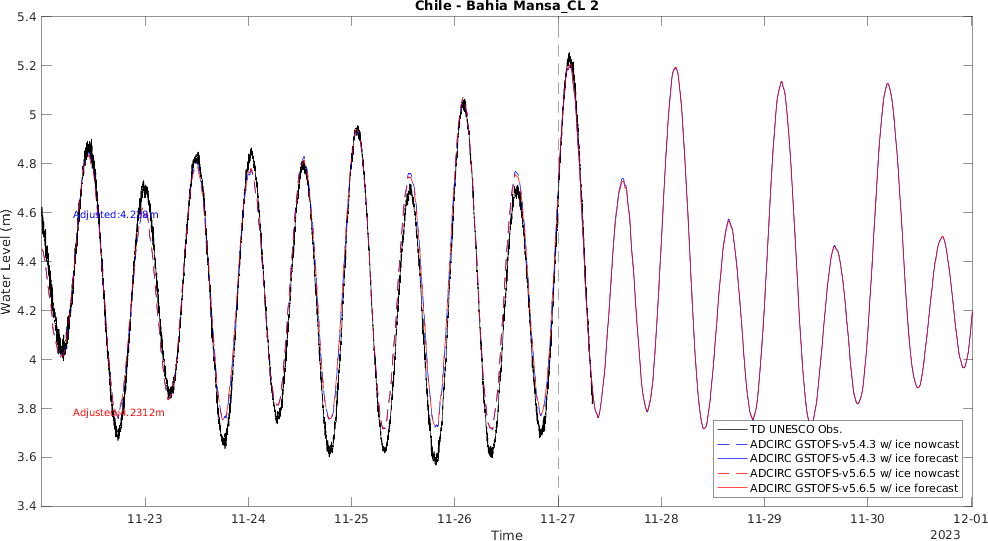 Chile - Bahia Mansa_CL 2
5.4
5.2
5
4.8
4.6
4.4
4.2
4
3.8
3.6
3.4
Water Level (m)
Adjusted:3.2312m
TD UNESCO Obs.
ADCIRC GSTOFS-v5.4.3 w/ ice nowcast
ADCIRC GSTOFS-v5.4.3 w/ ice forecast
ADCIRC GSTOFS-v5.6.5 w/ ice nowcast
ADCIRC GSTOFS-v5.6.5 w/ ice forecast
11-23
11-24
11-25
11-26
11-27
11-28
11-29
11-30
12-01
Time
2023